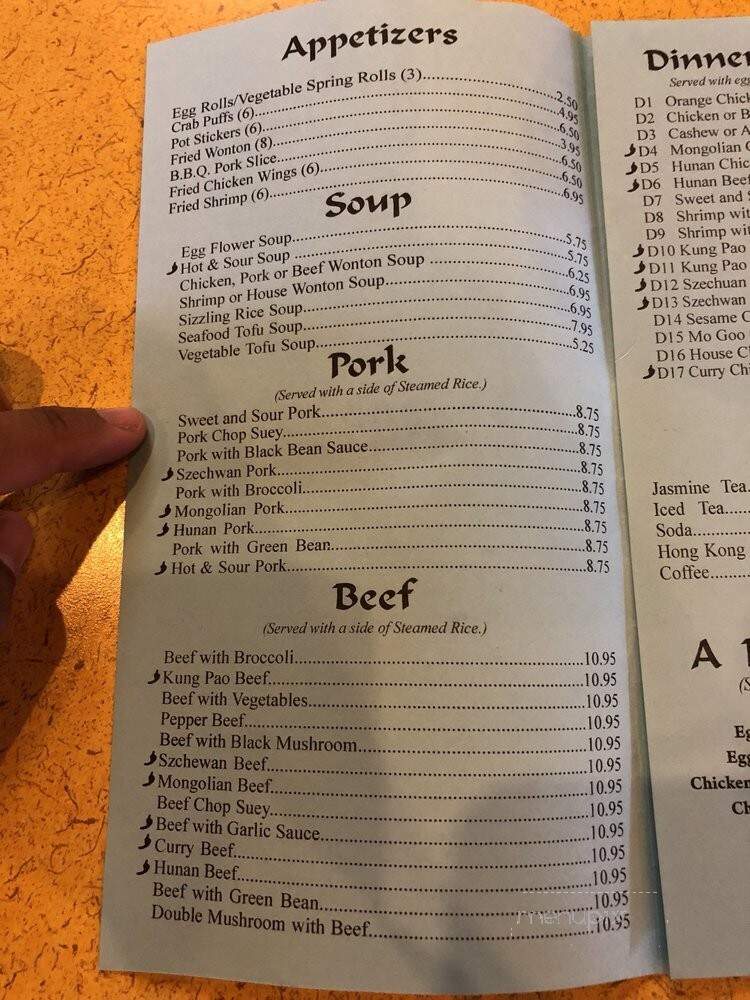 Appetizers
Egg Rolls/Vegetable Spring Rolls (3)....2.50
Crab Puffs (6)....4.95
Pot Stickers (6)....6.50
Fried Wonton (8)....3.95
B.B.Q. Pork Slice....6.50
Fried Chicken Wings (6)....6.50
Fried Shrimp (6)....6.95
Soup
Egg Flower Soup....5.75
Hot & Sour Soup....5.75
Chicken, Pork or Beef Wonton Soup....6.25
Shrimp or House Wonton Soup....6.95
Sizzling Rice Soup....6.95
Seafood Tofu Soup....7.95
Vegetable Tofu Soup....5.25
Pork
(Served with a side of Steamed Rice.)
Sweet and Sour Pork....8.75
Pork Chop Suey....8.75
Pork with Black Bean Sauce....8.75
Szechwan Pork....8.75
Pork with Broccoli....8.75
Mongolian Pork....8.75
Hunan Pork....8.75
Pork with Green Bean....8.75
Hot & Sour Pork....8.75
Beef
(Served with a side of Steamed Rice.)
Beef with Broccoli....10.95
Kung Pao Beef....10.95
Beef with Vegetables....10.95
Pepper Beef....10.95
Beef with Black Mushroom....10.95
Szchewan Beef....10.95
Mongolian Beef....10.95
Beef Chop Suey....10.95
Beef with Garlic Sauce....10.95
Curry Beef....10.95
Hunan Beef....10.95
Beef with Green Bean....10.95
Double Mushroom with Beef....10.95
Dinner
Served with egg
D1 Orange Chick
D2 Chicken or B
D3 Cashew or A
D4 Mongolian C
D5 Hunan Chic
D6 Hunan Beef
D7 Sweet and S
D8 Shrimp wit
D9 Shrimp wit
D10 Kung Pao
D11 Kung Pao
D12 Szechuan
D13 Szechwan
D14 Sesame C
D15 Moo Goo
D16 House Ch
D17 Curry Chi
Jasmine Tea....
Iced Tea....
Soda....
Hong Kong
Coffee....
A
(S
Eg
Egg
Chicken
Ch
menupix